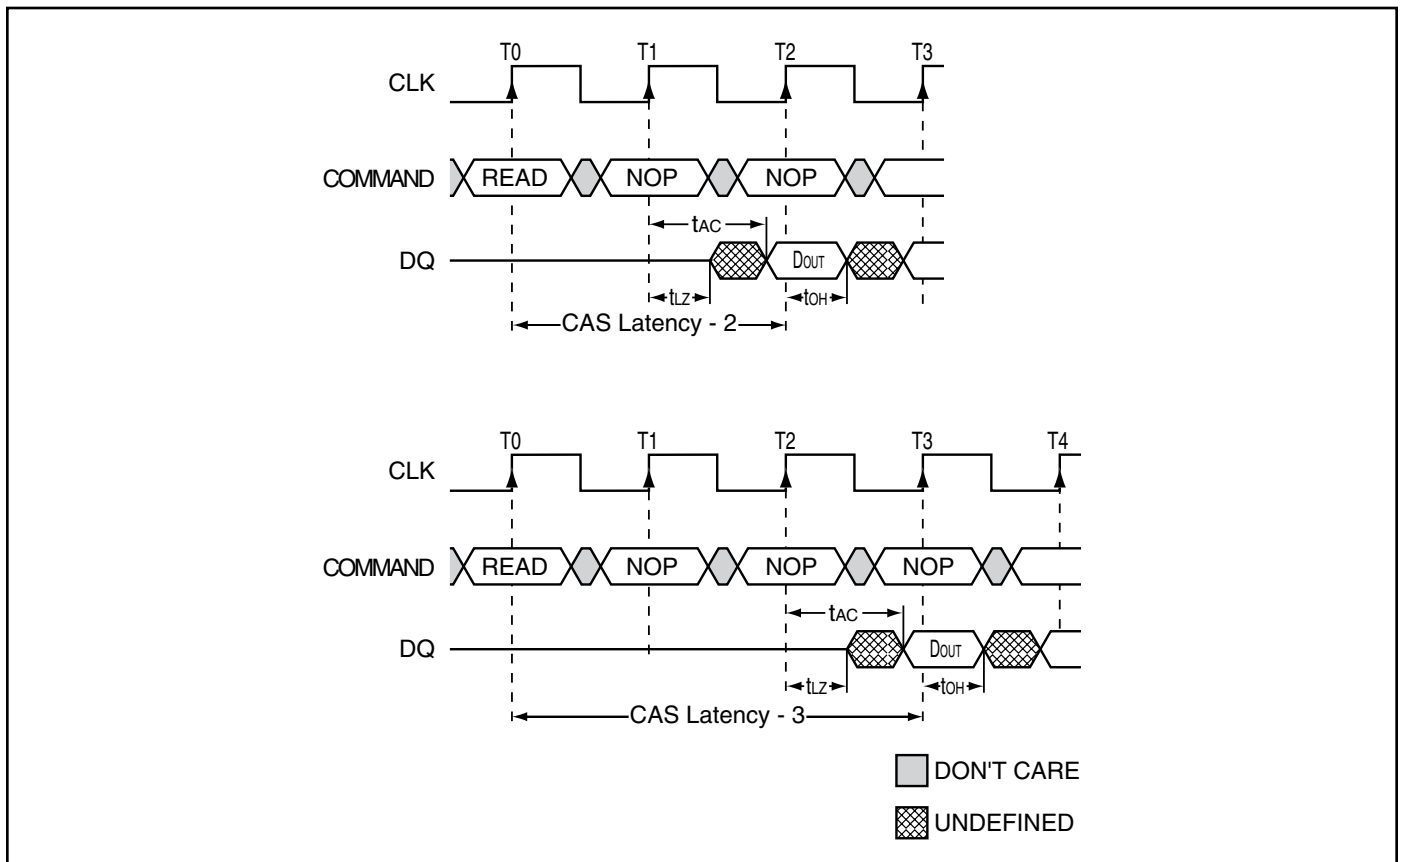 T0 T1 T2 T3
CLK
COMMAND READ NOP NOP
tAC
DQ DOUT
tLZ tOH
CAS Latency - 2
T0 T1 T2 T3 T4
CLK
COMMAND READ NOP NOP NOP
tAC
DQ DOUT
tLZ tOH
CAS Latency - 3
DON'T CARE
UNDEFINED